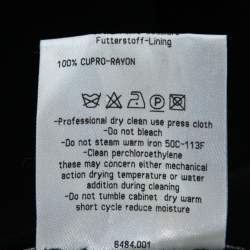 Futterstoff-Lining
100% CUPRO-RAYON
P
-Professional dry clean use press cloth
-Do not bleach
-Do not steam warm iron 50C-113F
-Clean perchloroethylene
these may concern either mechanical
action drying temperature or water
addition during cleaning
-Do not tumble cabinet dry warm
short cycle reduce moisture
6484.001